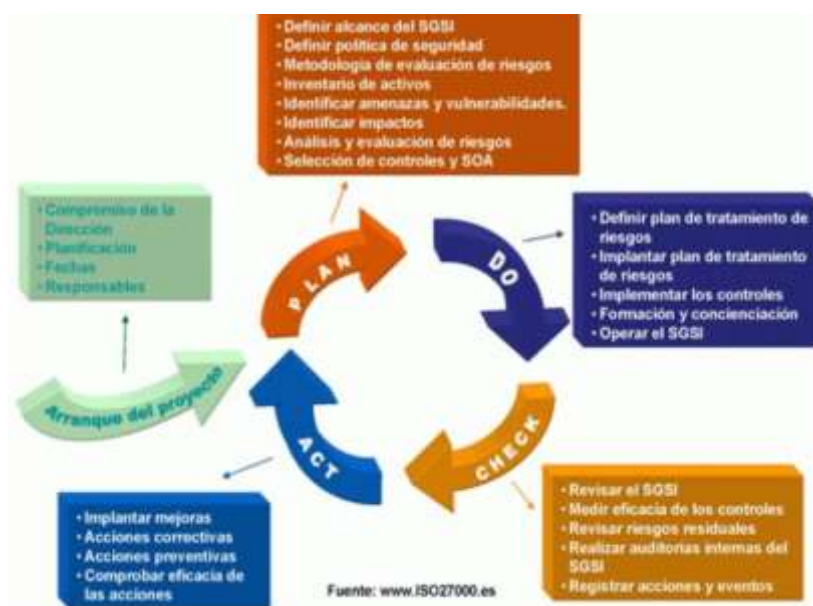 • Definir alcance del SGSI
• Definir política de seguridad
• Metodología de evaluación de riesgos
• Inventario de activos
• Identificar amenazas y vulnerabilidades.
• Identificar impactos
• Análisis y evaluación de riesgos
• Selección de controles y SOA
• Compromiso de la
Dirección
• Planificación
• Fechas
• Responsables
Arranque del proyecto
PLAN
DO
• Definir plan de tratamiento de
riesgos
• Implantar plan de tratamiento
de riesgos
• Implementar los controles
• Formación y concienciación
• Operar el SGSI
CHECK
• Revisar el SGSI
• Medir eficacia de los controles
• Revisar riesgos residuales
• Realizar auditorías internas del
SGSI
• Registrar acciones y eventos
ACT
• Implantar mejoras
• Acciones correctivas
• Acciones preventivas
• Comprobar eficacia de
las acciones
Fuente: www.ISO27000.es